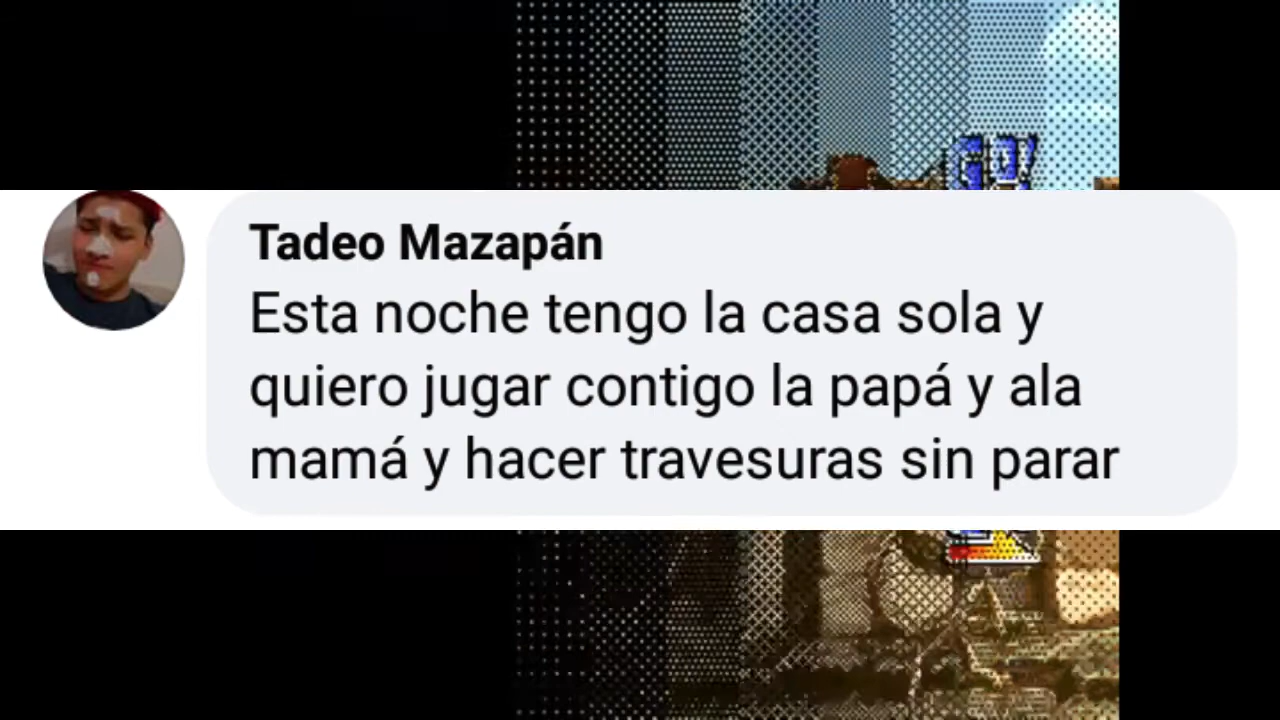 GO!
Tadeo Mazapán
Esta noche tengo la casa sola y
quiero jugar contigo la papá y ala
mamá y hacer travesuras sin parar